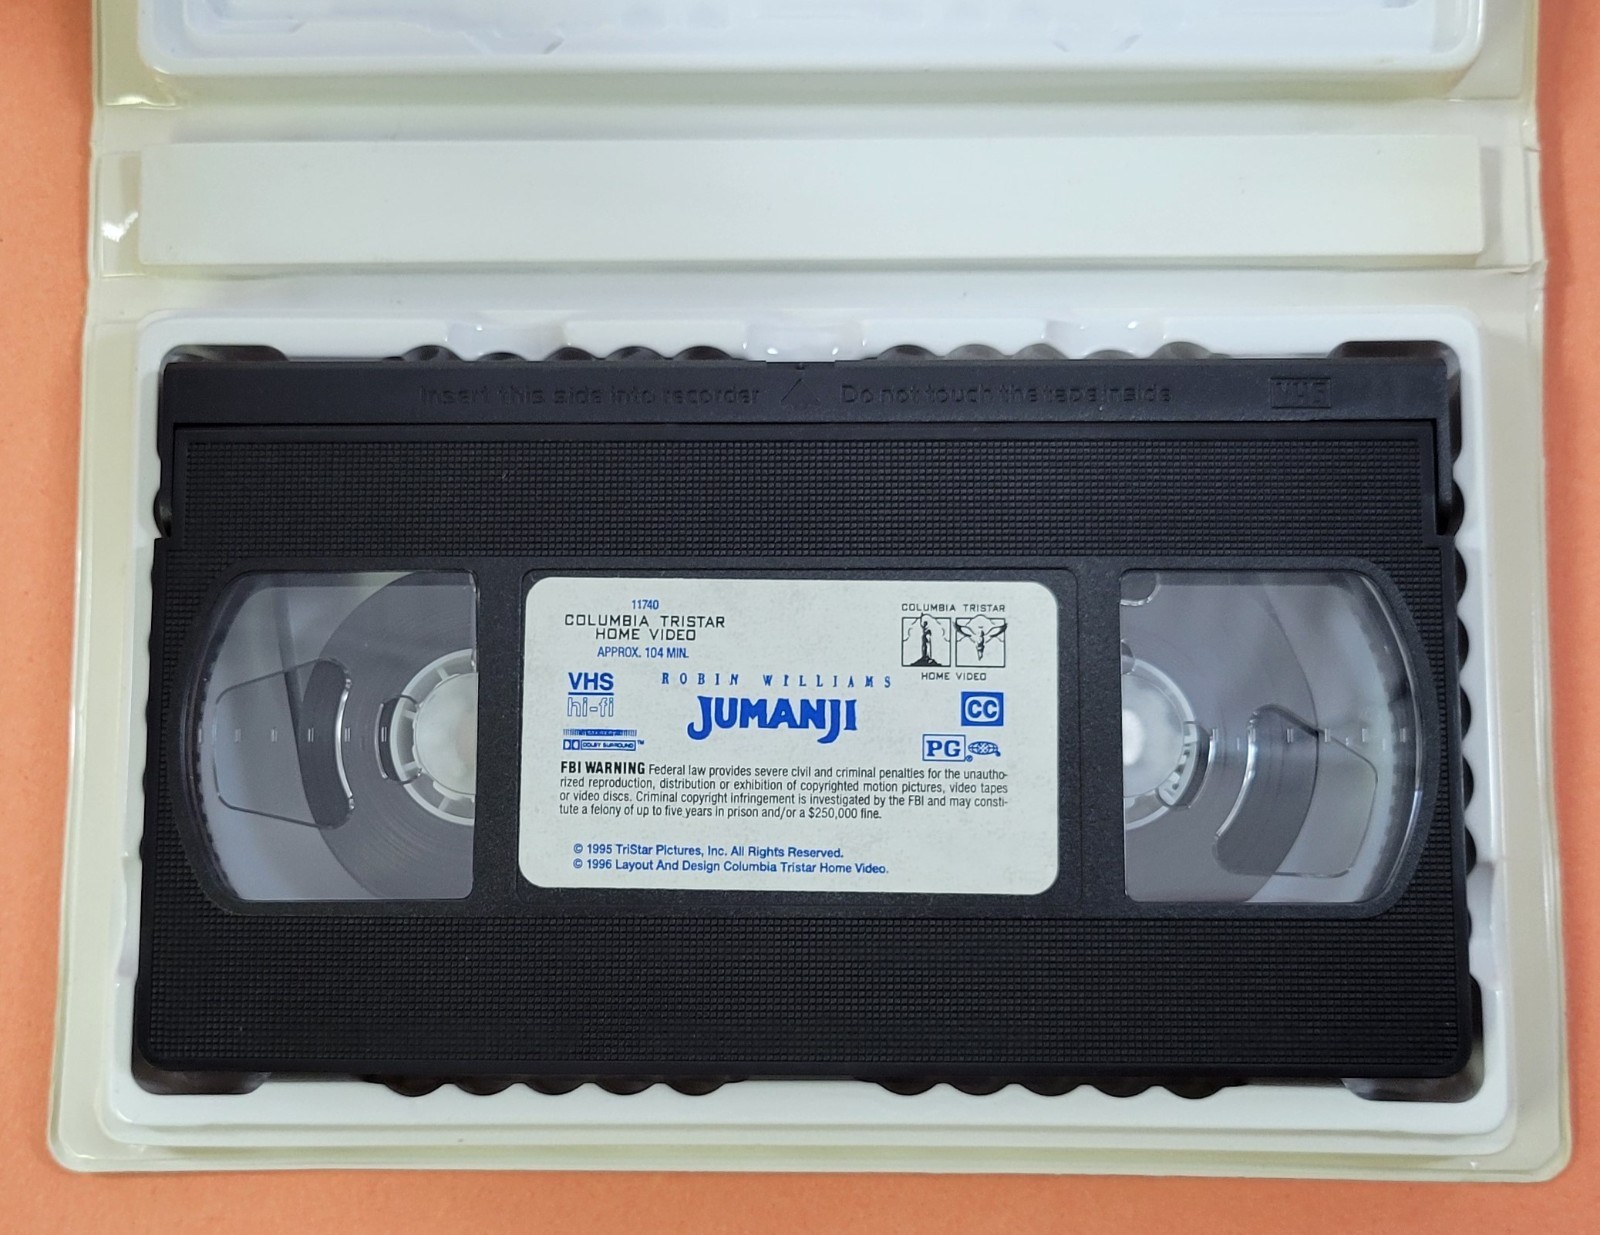 Insert this side into recorder Do not touch the tape inside VHS
11740
COLUMBIA TRISTAR
HOME VIDEO
APPROX. 104 MIN.
COLUMBIA TRISTAR
HOME VIDEO
VHS
hi-fi
DOLBY SURROUND TM
ROBIN WILLIAMS
JUMANJI
CC
PG®
FBI WARNING Federal law provides severe civil and criminal penalties for the unautho-
rized reproduction, distribution or exhibition of copyrighted motion pictures, video tapes
or video discs. Criminal copyright infringement is investigated by the FBI and may consti-
tute a felony of up to five years in prison and/or a $250,000 fine.
© 1995 TriStar Pictures, Inc. All Rights Reserved.
© 1996 Layout And Design Columbia Tristar Home Video.